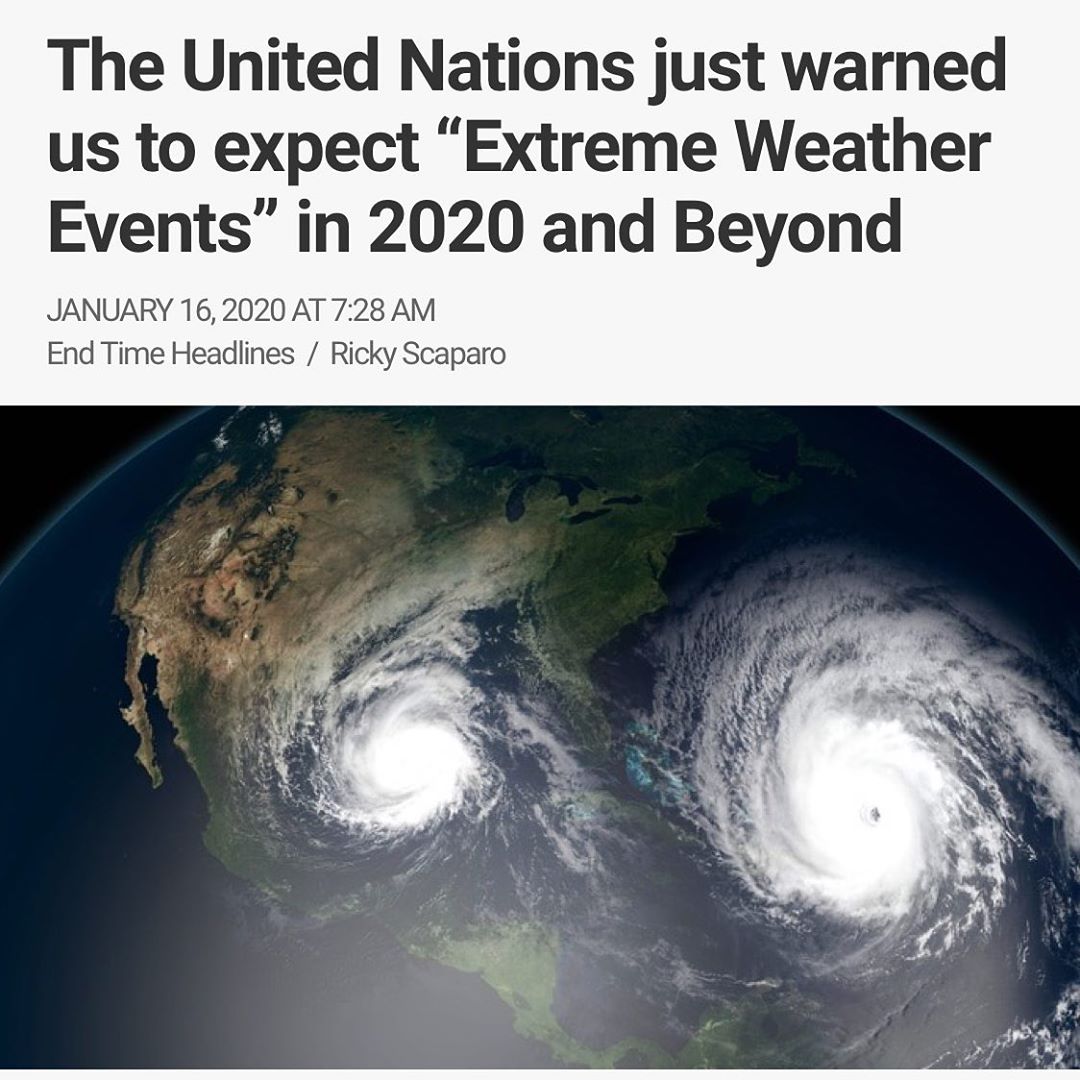 The United Nations just warned
us to expect “Extreme Weather
Events” in 2020 and Beyond
JANUARY 16, 2020 AT 7:28 AM
End Time Headlines / Ricky Scaparo